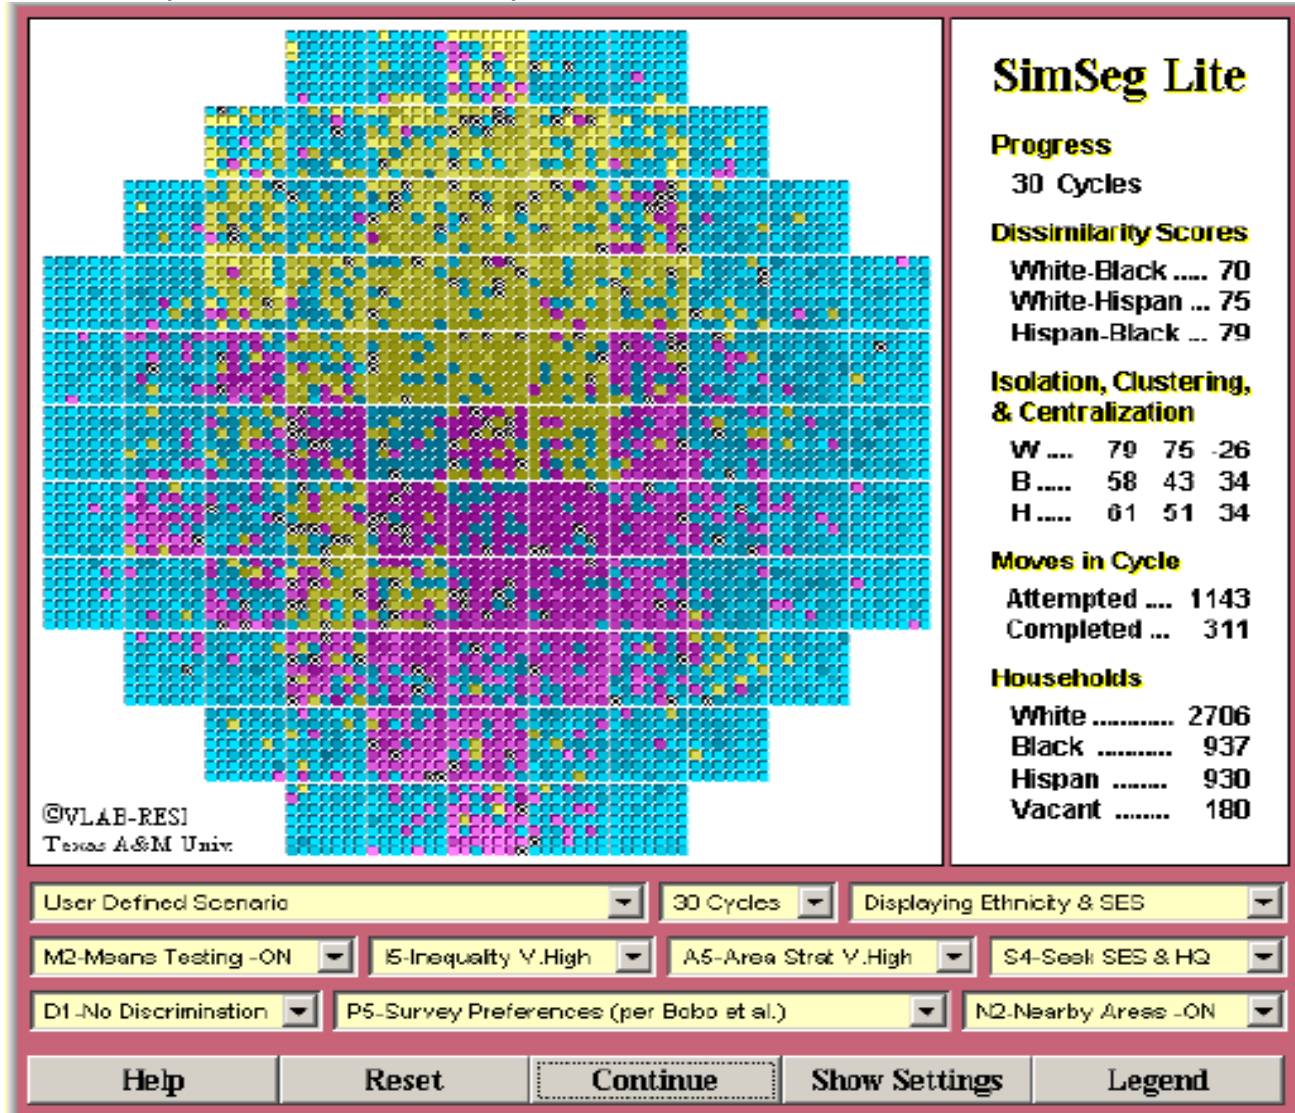 SimSeg Lite
Progress
30 Cycles
Dissimilarity Scores
White-Black ..... 70
White-Hispan ... 75
Hispan-Black ... 79
Isolation, Clustering,
& Centralization
W .... 79 75 -26
B ..... 58 43 34
H ..... 61 51 34
Moves in Cycle
Attempted .... 1143
Completed ... 311
Households
White ............ 2706
Black ........... 937
Hispan ........ 930
Vacant ........ 180
©VLAB-RESI
Texas A&M Univ.
User Defined Scenario
30 Cycles
Displaying Ethnicity & SES
M2-Means Testing -ON
I5-Inequality V.High
A5-Area Strat V.High
S4-Seek SES & HQ
D1-No Discrimination
P5-Survey Preferences (per Bobo et al.)
N2-Nearby Areas -ON
Help
Reset
Continue
Show Settings
Legend